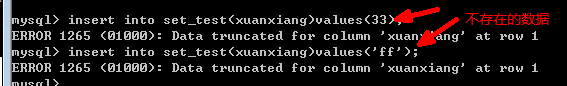 mysql> insert into set_test(xuanxiang)values(33);
不存在的数据
ERROR 1265 (01000): Data truncated for column 'xuanxiang' at row 1
mysql> insert into set_test(xuanxiang)values('ff');
ERROR 1265 (01000): Data truncated for column 'xuanxiang' at row 1
mysql>